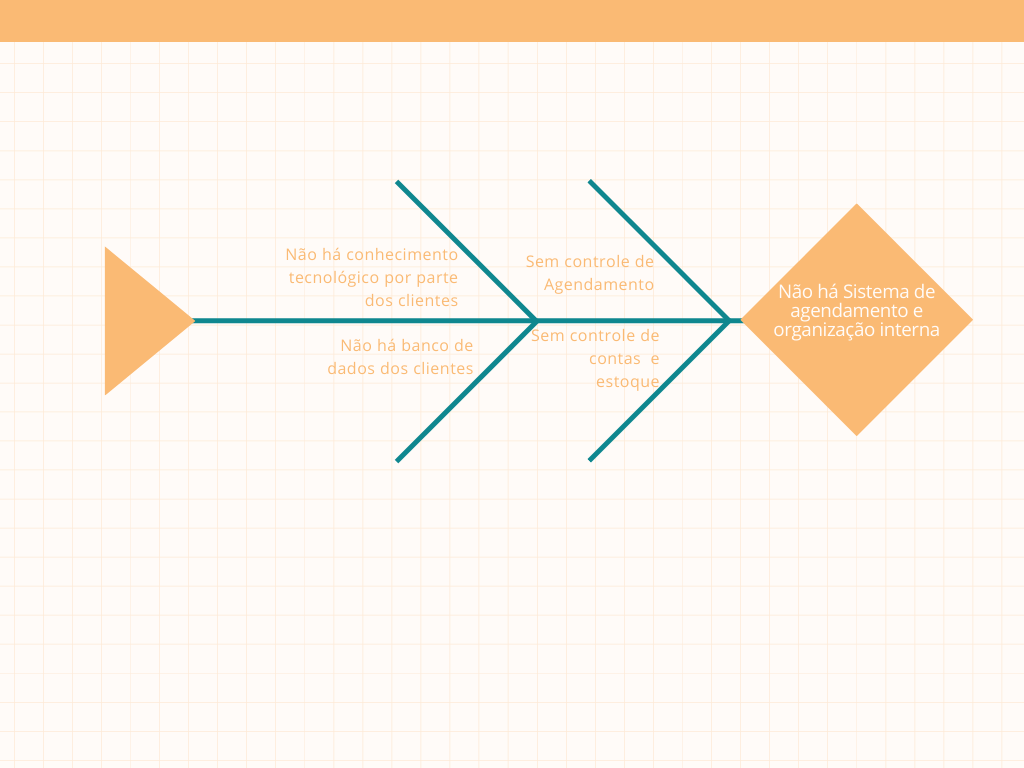 Não há conhecimento
tecnológico por parte
dos clientes
Sem controle de
Agendamento
Não há banco de
dados dos clientes
Sem controle de
contas  e
estoque
Não há Sistema de
agendamento e
organização interna